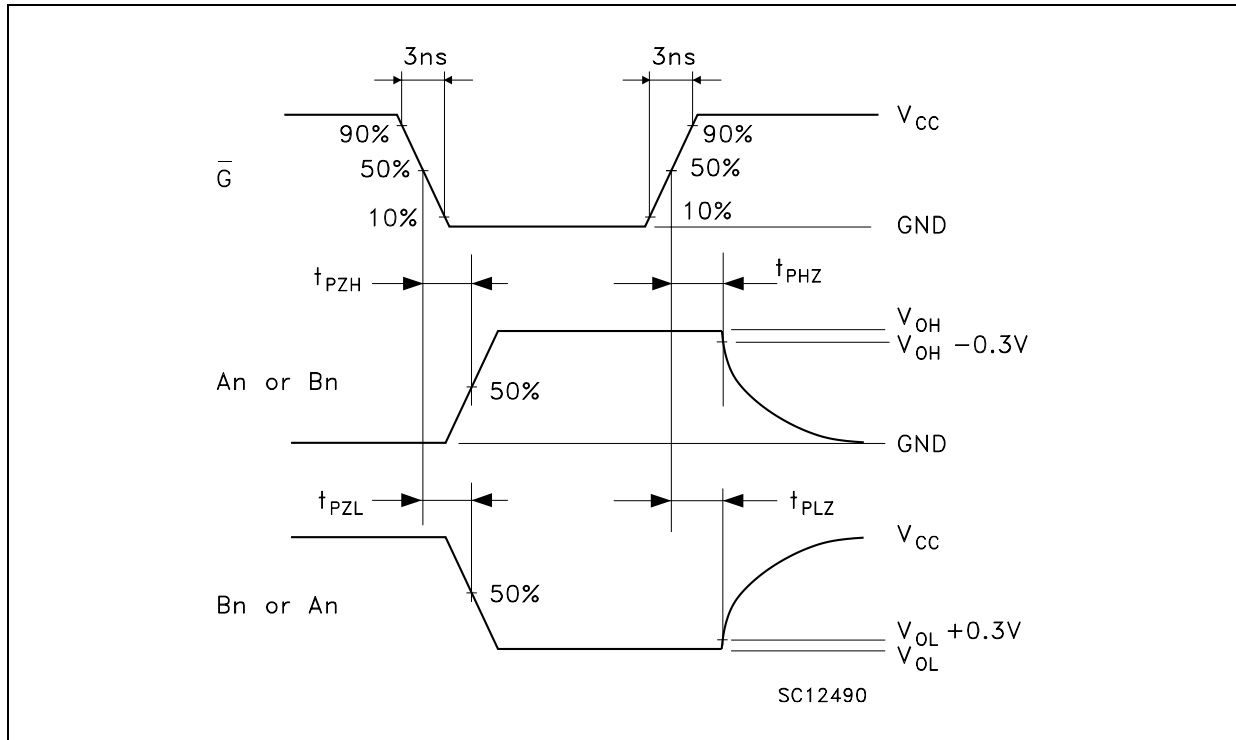 3ns 3ns
V_CC
90% 90%
G̅ 50% 50%
10% 10%
GND
t_PZH t_PHZ
V_OH
V_OH −0.3V
An or Bn 50%
GND
t_PZL t_PLZ
V_CC
Bn or An 50%
V_OL +0.3V
V_OL
SC12490